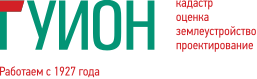 ГУИОН
кадастр
оценка
землеустройство
проектирование
Работаем с 1927 года